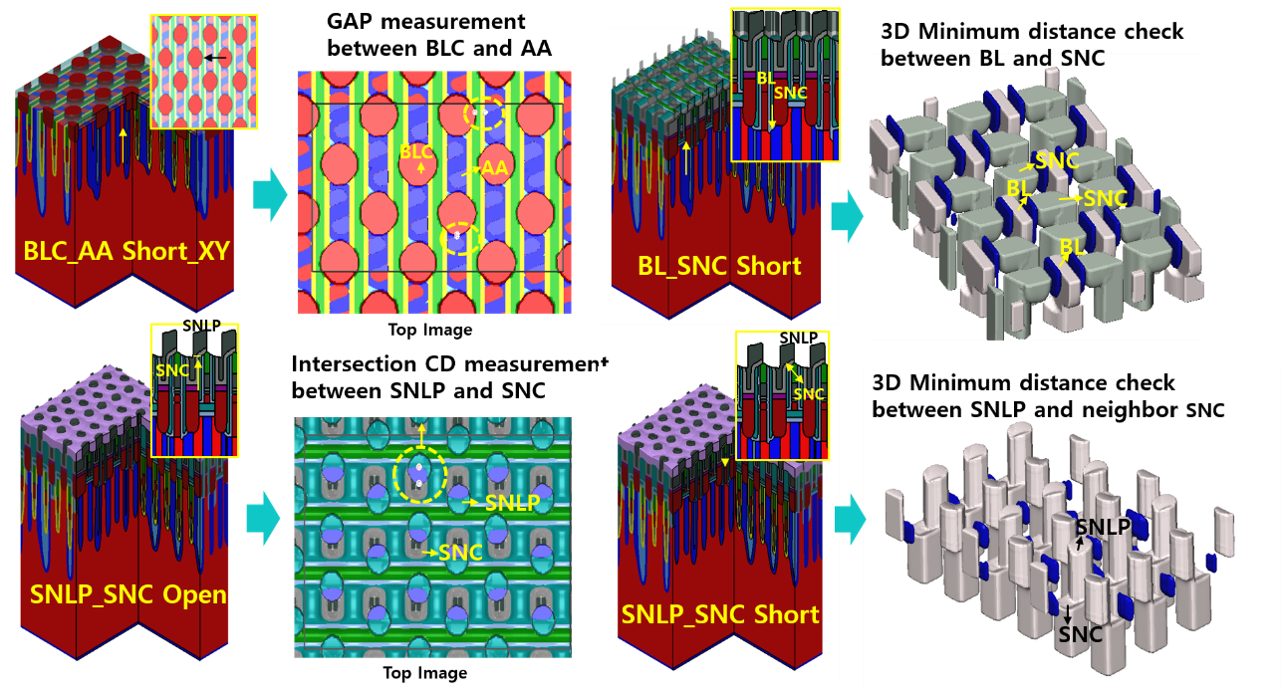 GAP measurement
between BLC and AA
BLC
AA
BLC_AA Short_XY
Top Image
3D Minimum distance check
between BL and SNC
BL
SNC
SNC
BL
SNC
BL
BL_SNC Short
SNLP
SNC
Intersection CD measurement
between SNLP and SNC
SNLP
SNC
SNLP_SNC Open
Top Image
SNLP
SNC
3D Minimum distance check
between SNLP and neighbor SNC
SNLP
SNC
SNLP_SNC Short